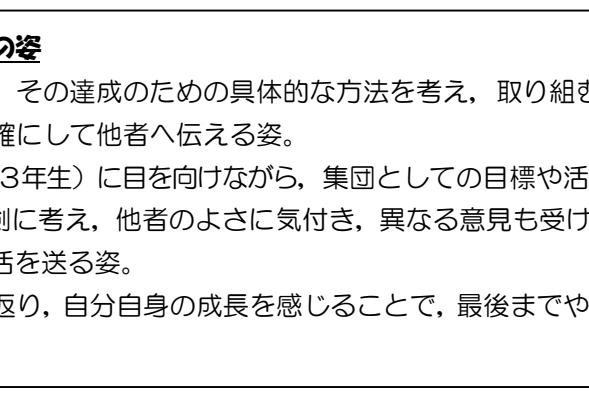 の姿
，その達成のための具体的な方法を考え，取り組む
確にして他者へ伝える姿。
３年生）に目を向けながら，集団としての目標や活
剣に考え，他者のよさに気付き，異なる意見も受け
活を送る姿。
返り，自分自身の成長を感じることで，最後までや